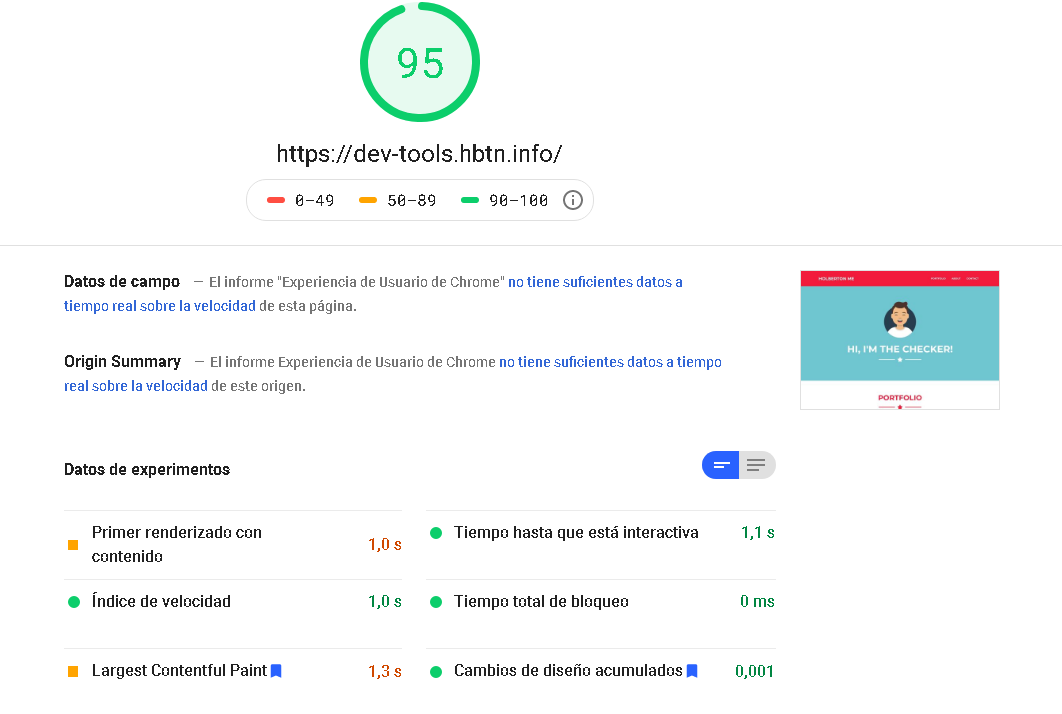 95
https://dev-tools.hbtn.info/
0–49 50–89 90–100
Datos de campo — El informe "Experiencia de Usuario de Chrome" no tiene suficientes datos a
tiempo real sobre la velocidad de esta página.
Origin Summary — El informe Experiencia de Usuario de Chrome no tiene suficientes datos a tiempo
real sobre la velocidad de este origen.
HOLBERTON ME PORTFOLIO ABOUT CONTACT
HI, I'M THE CHECKER!
PORTFOLIO
Datos de experimentos
Primer renderizado con
contenido
1,0 s
Tiempo hasta que está interactiva 1,1 s
Índice de velocidad 1,0 s
Tiempo total de bloqueo 0 ms
Largest Contentful Paint 1,3 s
Cambios de diseño acumulados 0,001